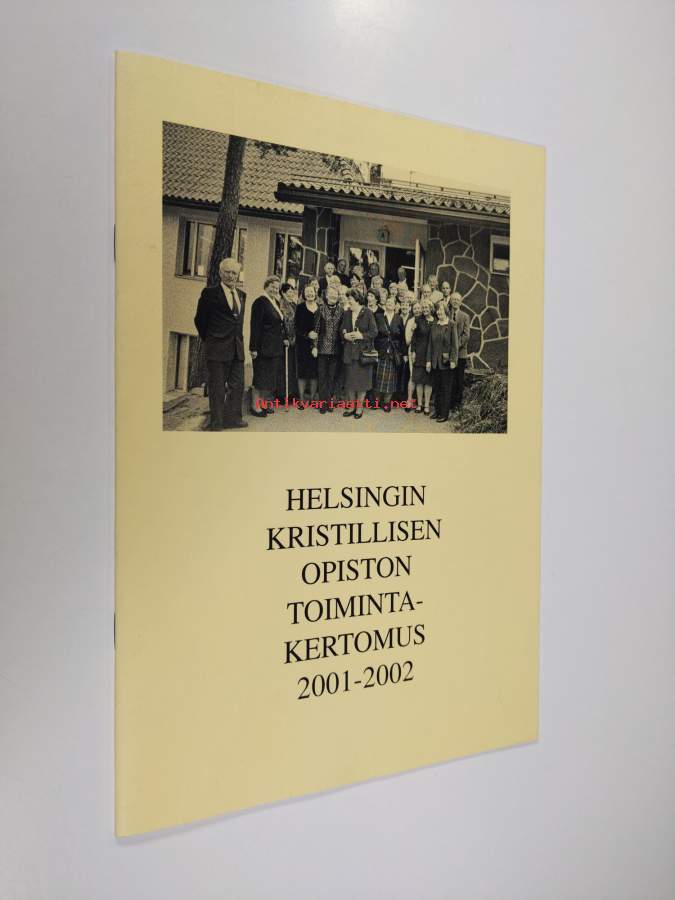 Antikvariaatti.net
HELSINGIN
KRISTILLISEN
OPISTON
TOIMINTA-
KERTOMUS
2001-2002